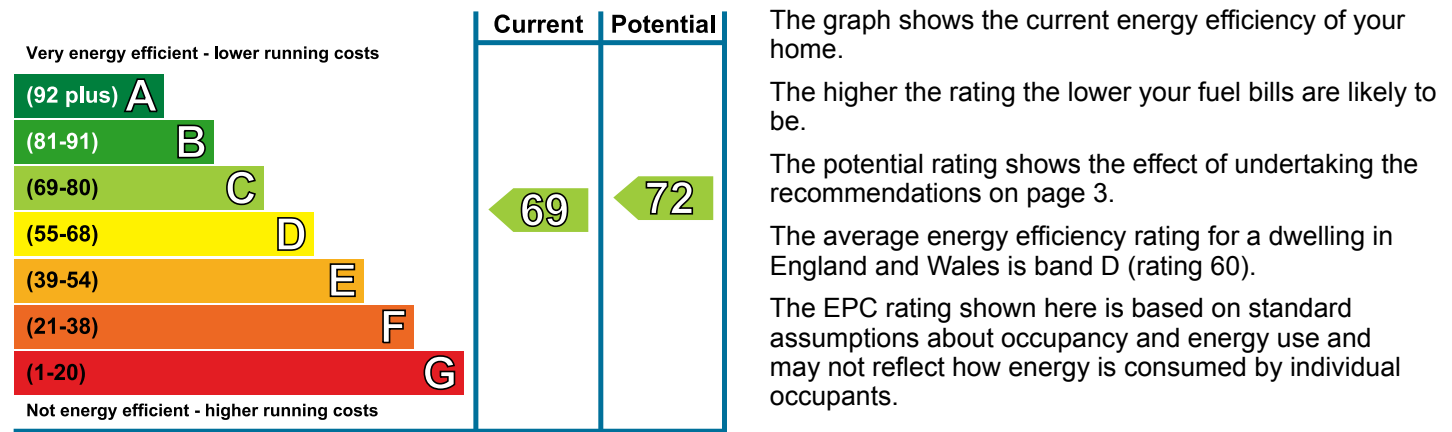 Current Potential
Very energy efficient - lower running costs
(92 plus) A
(81-91) B
(69-80) C
(55-68) D
(39-54) E
(21-38) F
(1-20) G
Not energy efficient - higher running costs
69
72
The graph shows the current energy efficiency of your
home.
The higher the rating the lower your fuel bills are likely to
be.
The potential rating shows the effect of undertaking the
recommendations on page 3.
The average energy efficiency rating for a dwelling in
England and Wales is band D (rating 60).
The EPC rating shown here is based on standard
assumptions about occupancy and energy use and
may not reflect how energy is consumed by individual
occupants.